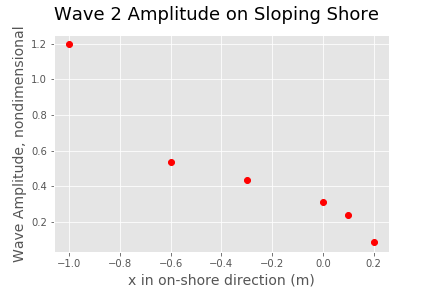 Wave 2 Amplitude on Sloping Shore
Wave Amplitude, nondimensional
1.2
1.0
0.8
0.6
0.4
0.2
−1.0 −0.8 −0.6 −0.4 −0.2 0.0 0.2
x in on-shore direction (m)